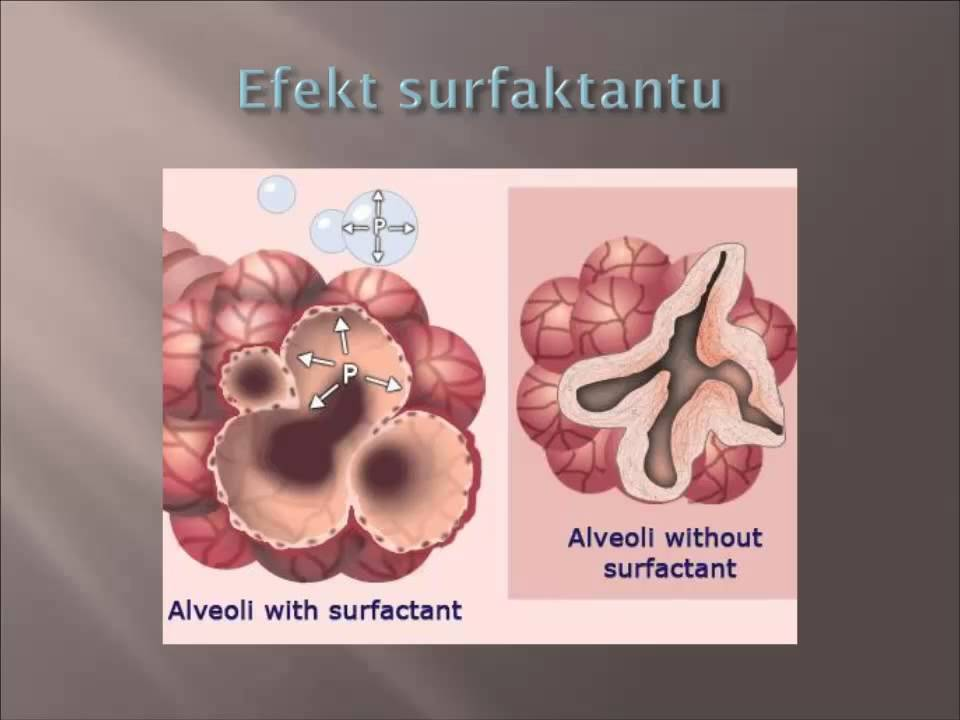 Efekt surfaktantu
P
P
Alveoli with surfactant
Alveoli without
surfactant